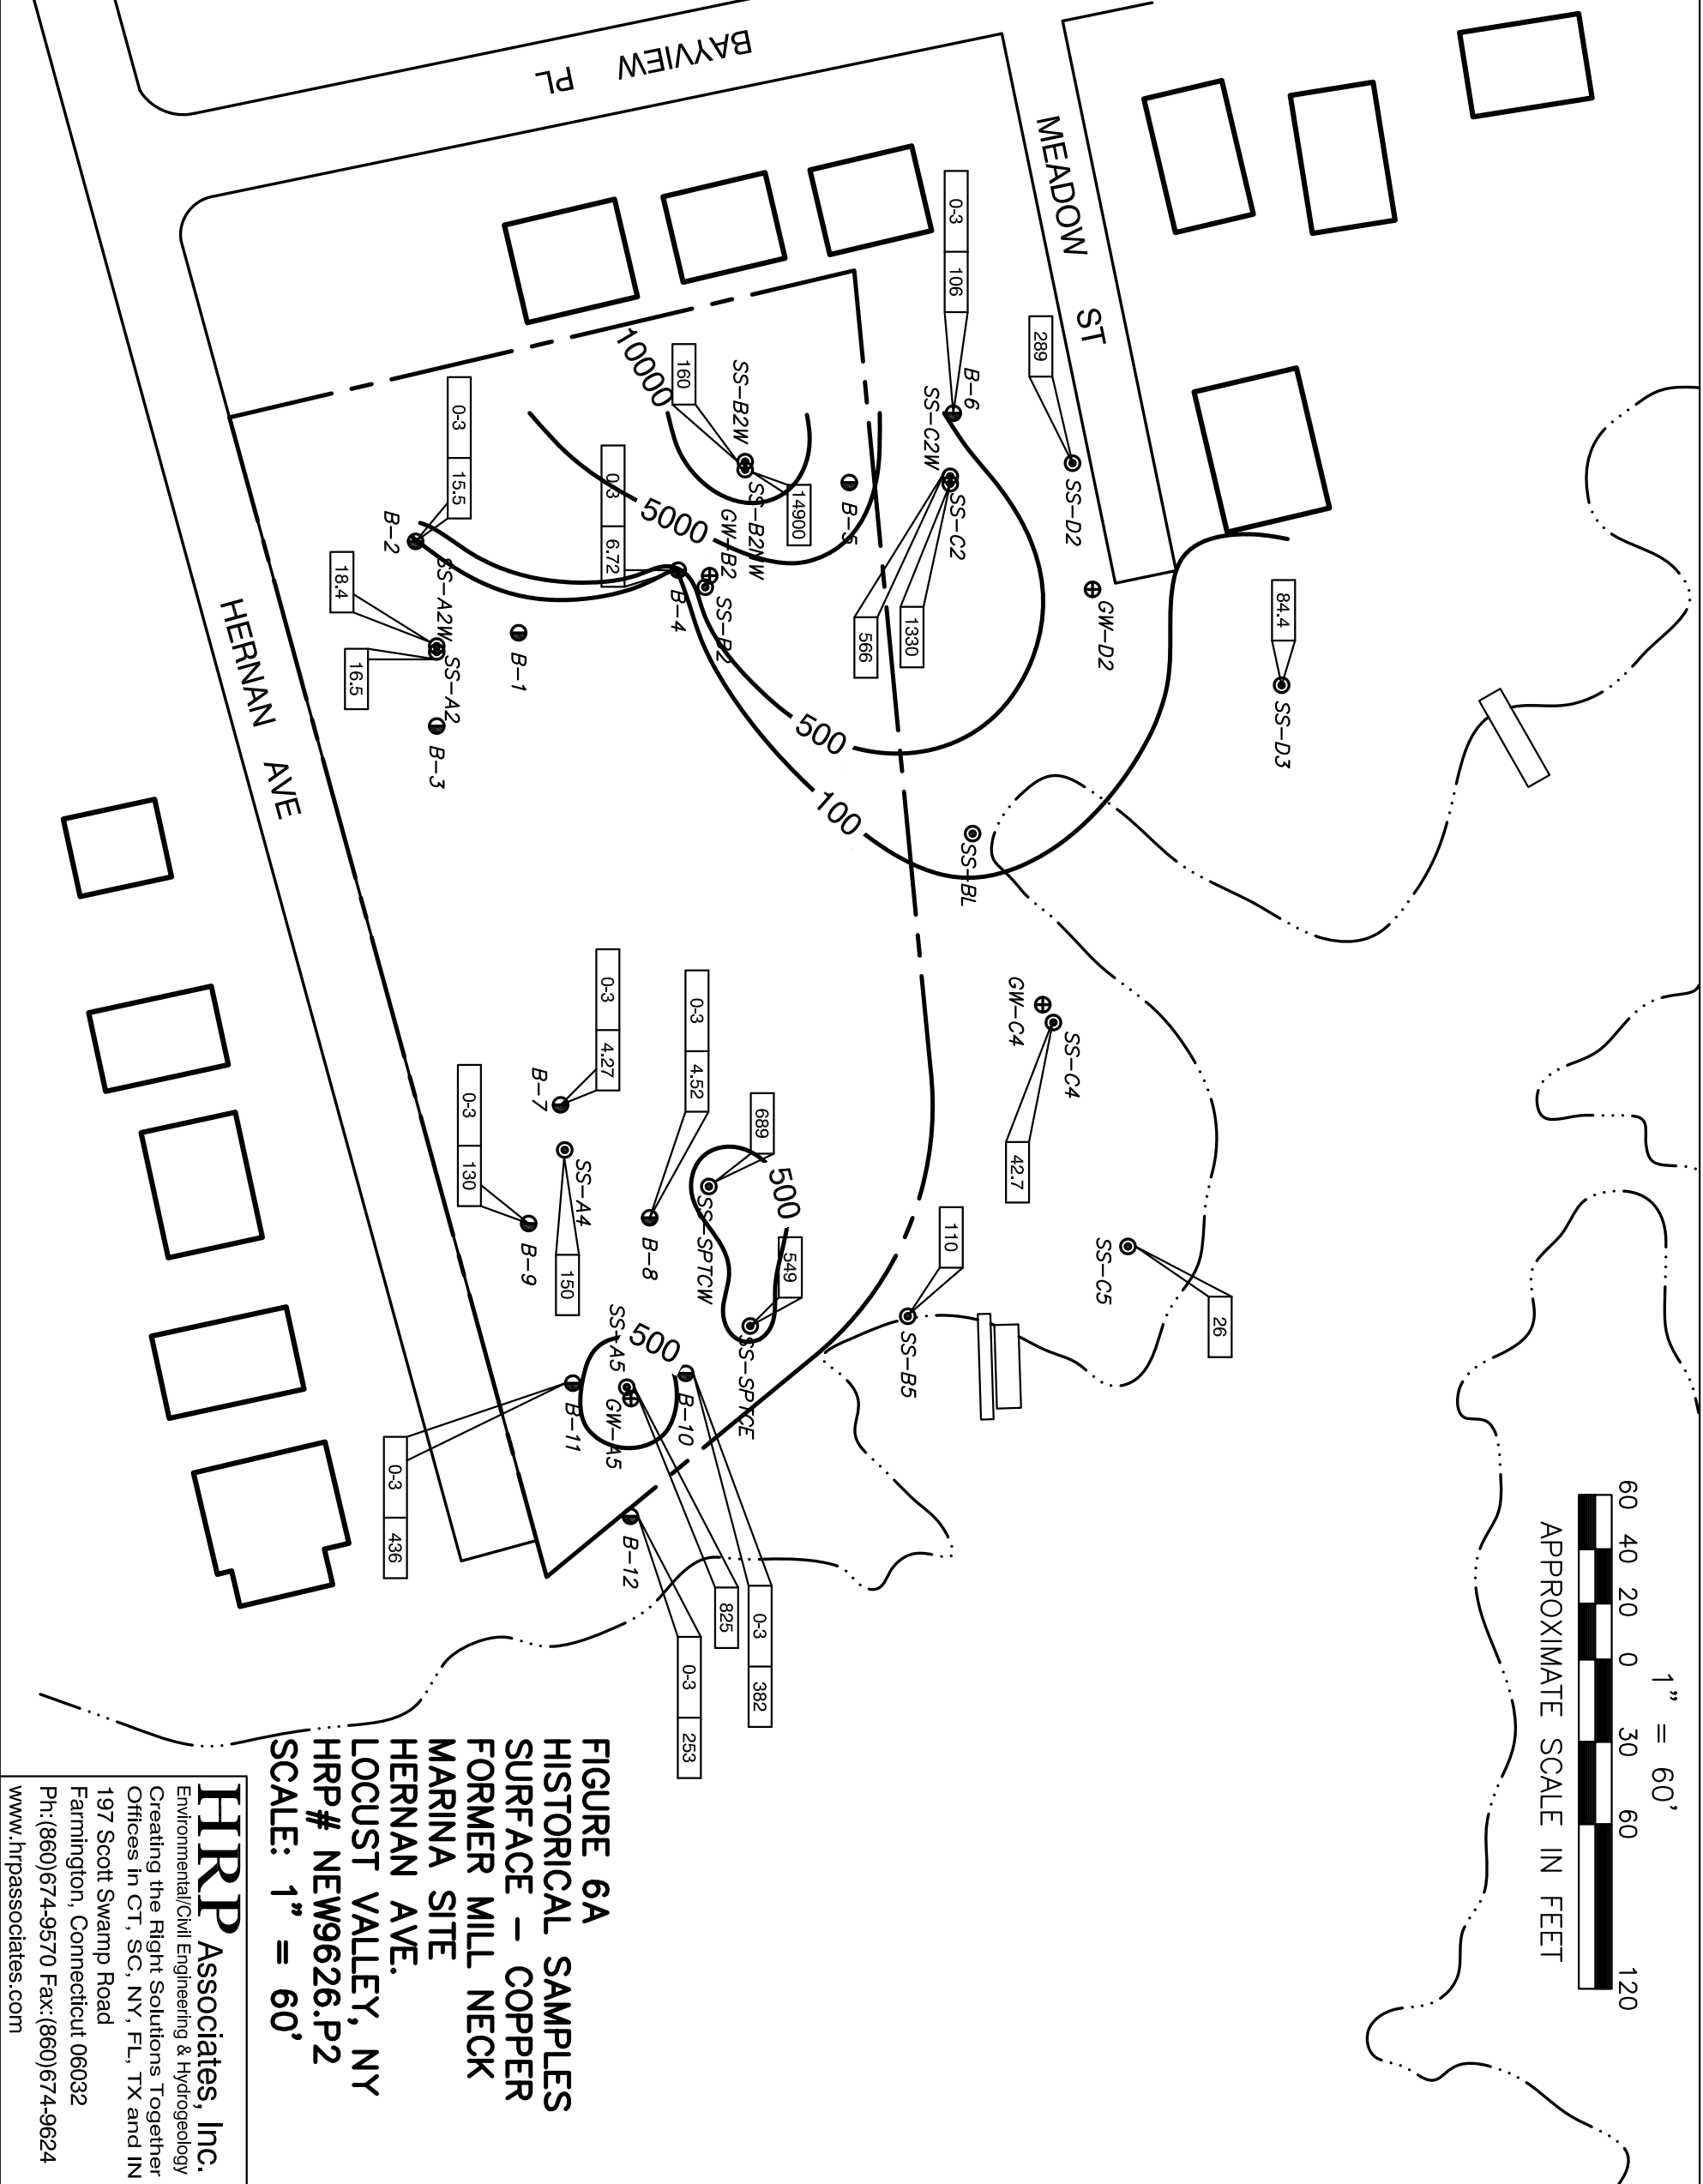 BAYVIEW PL
MEADOW ST
HERNAN AVE
1" = 60'
60 40 20 0 30 60 120
APPROXIMATE SCALE IN FEET
84.4
SS-D3
289
SS-D2
GW-D2
0-3 106
B-6
SS-C2W
SS-C2
1330
566
B-5
10000
160
SS-B2W
SS-B2NW
14900
5000
GW-B2
SS-B2
0-3 6.72
B-4
0-3 15.5
B-2
SS-A2W
SS-A2
18.4
16.5
B-1
B-3
500
100
SS-BL
GW-C4
SS-C4
42.7
SS-C5
26
110
SS-B5
0-3 4.27
B-7
0-3 4.52
B-8
0-3 130
B-9
SS-A4
150
689
SS-SPTCW
500
549
SS-SPTCE
500
SS-A5
GW-A5
825
B-10
0-3 382
B-11
0-3 436
B-12
0-3 253
FIGURE 6A
HISTORICAL SAMPLES
SURFACE - COPPER
FORMER MILL NECK
MARINA SITE
HERNAN AVE.
LOCUST VALLEY, NY
HRP# NEW9626.P2
SCALE: 1" = 60'
HRP Associates, Inc.
Environmental/Civil Engineering & Hydrogeology
Creating the Right Solutions Together
Offices in CT, SC, NY, FL, TX and IN
197 Scott Swamp Road
Farmington, Connecticut 06032
Ph:(860)674-9570 Fax:(860)674-9624
www.hrpassociates.com